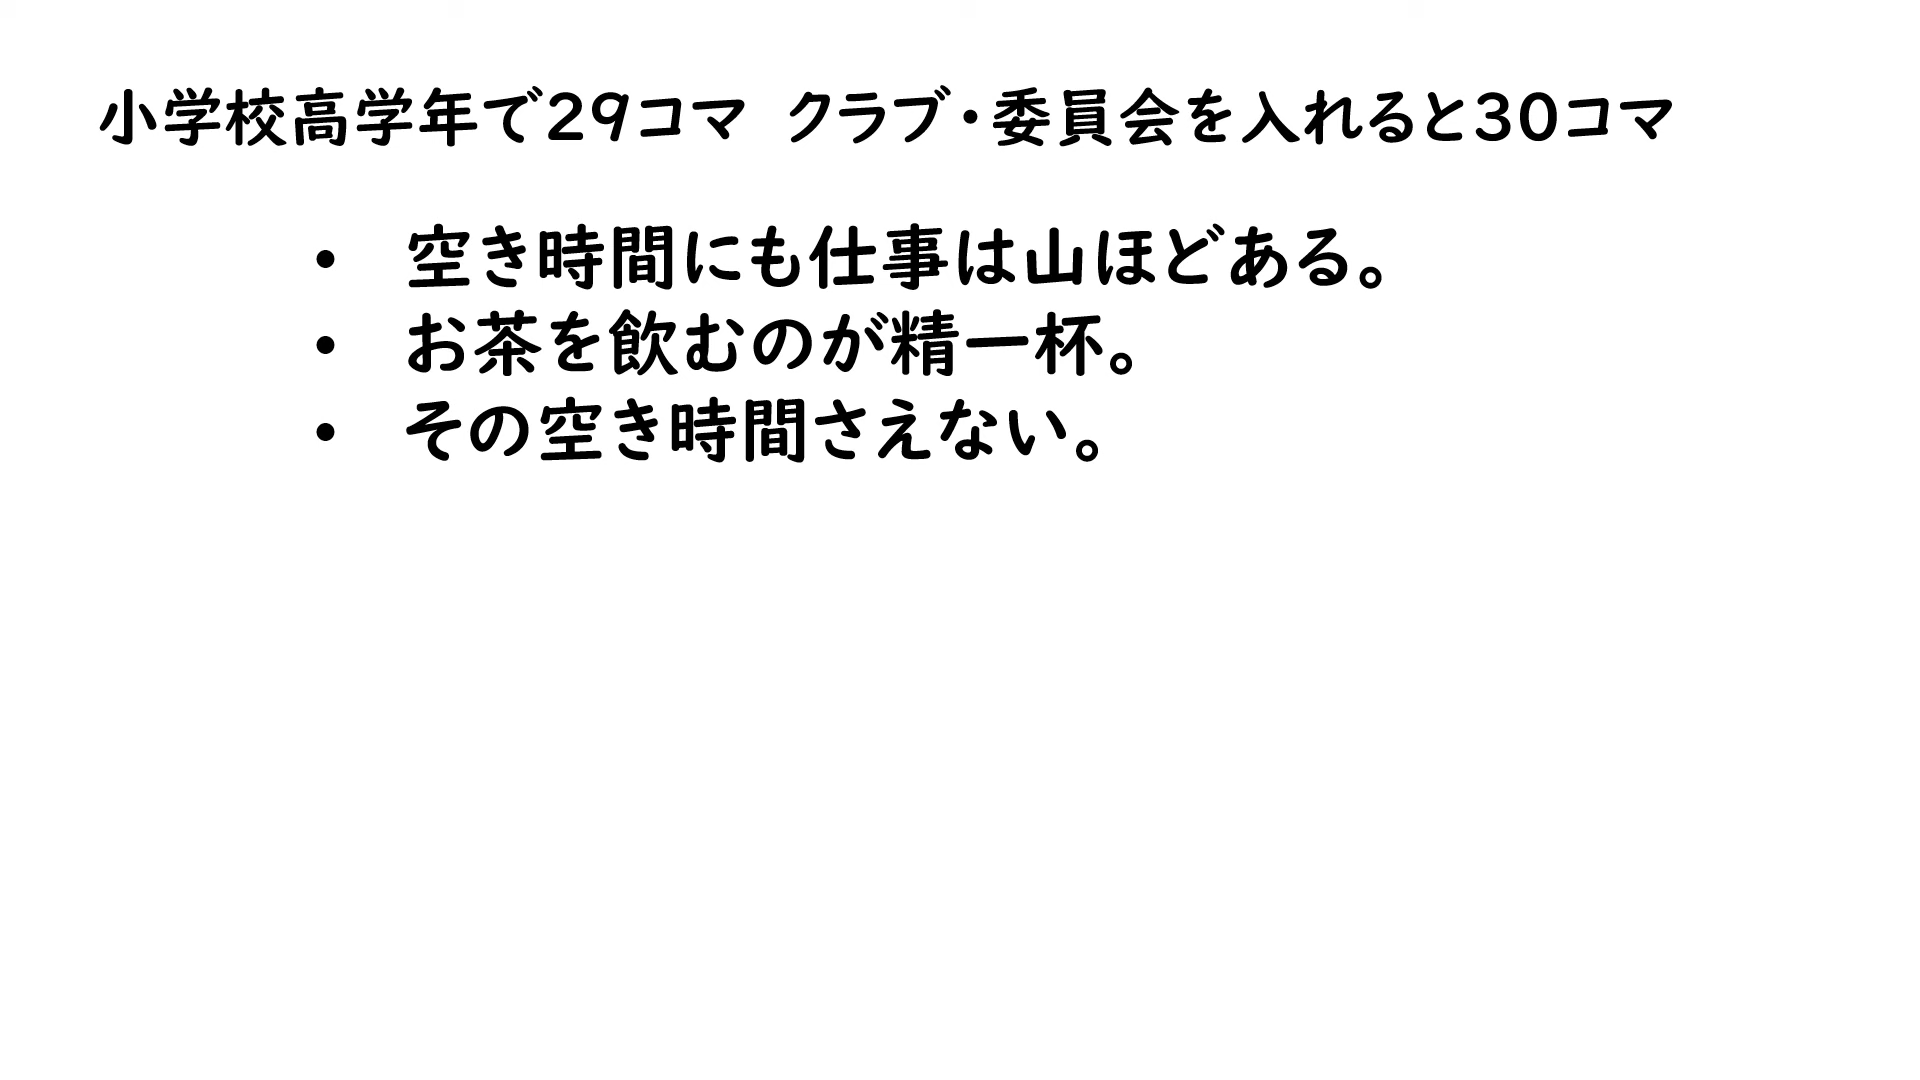 小学校高学年で29コマ　クラブ・委員会を入れると30コマ
• 空き時間にも仕事は山ほどある。
• お茶を飲むのが精一杯。
• その空き時間さえない。